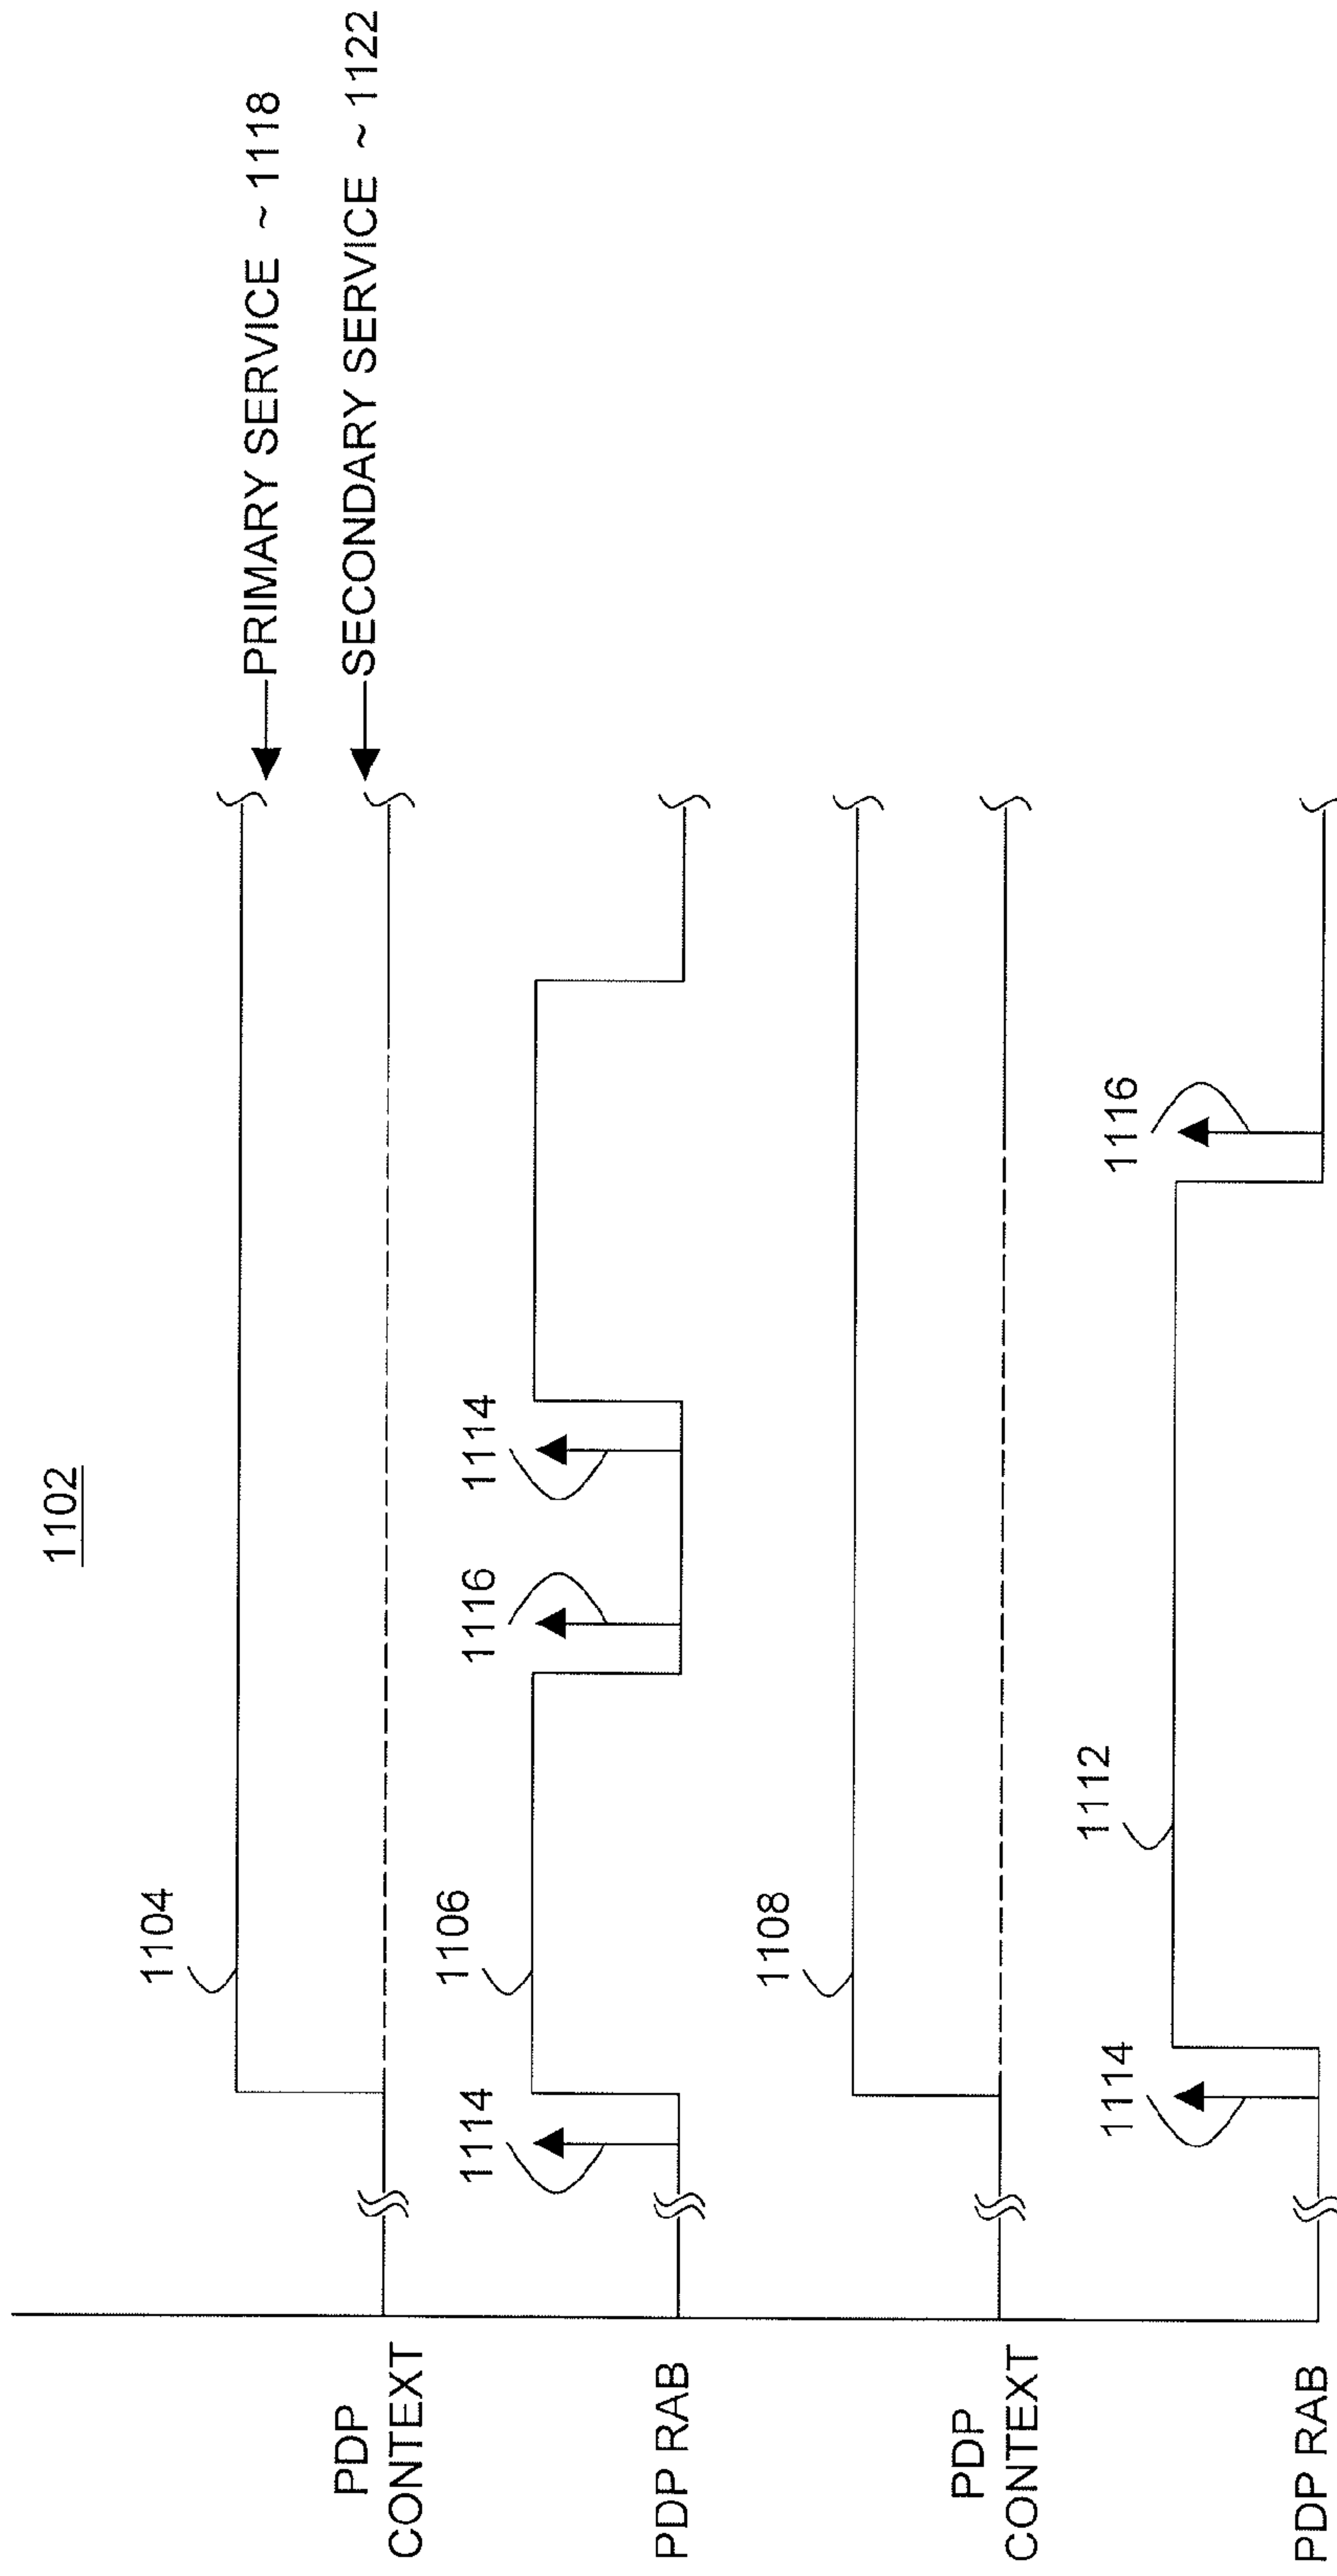 1102
PRIMARY SERVICE ~ 1118
SECONDARY SERVICE ~ 1122
1104
PDP
CONTEXT
1114
1106
1116
1114
PDP RAB
1108
PDP
CONTEXT
1114
1112
1116
PDP RAB